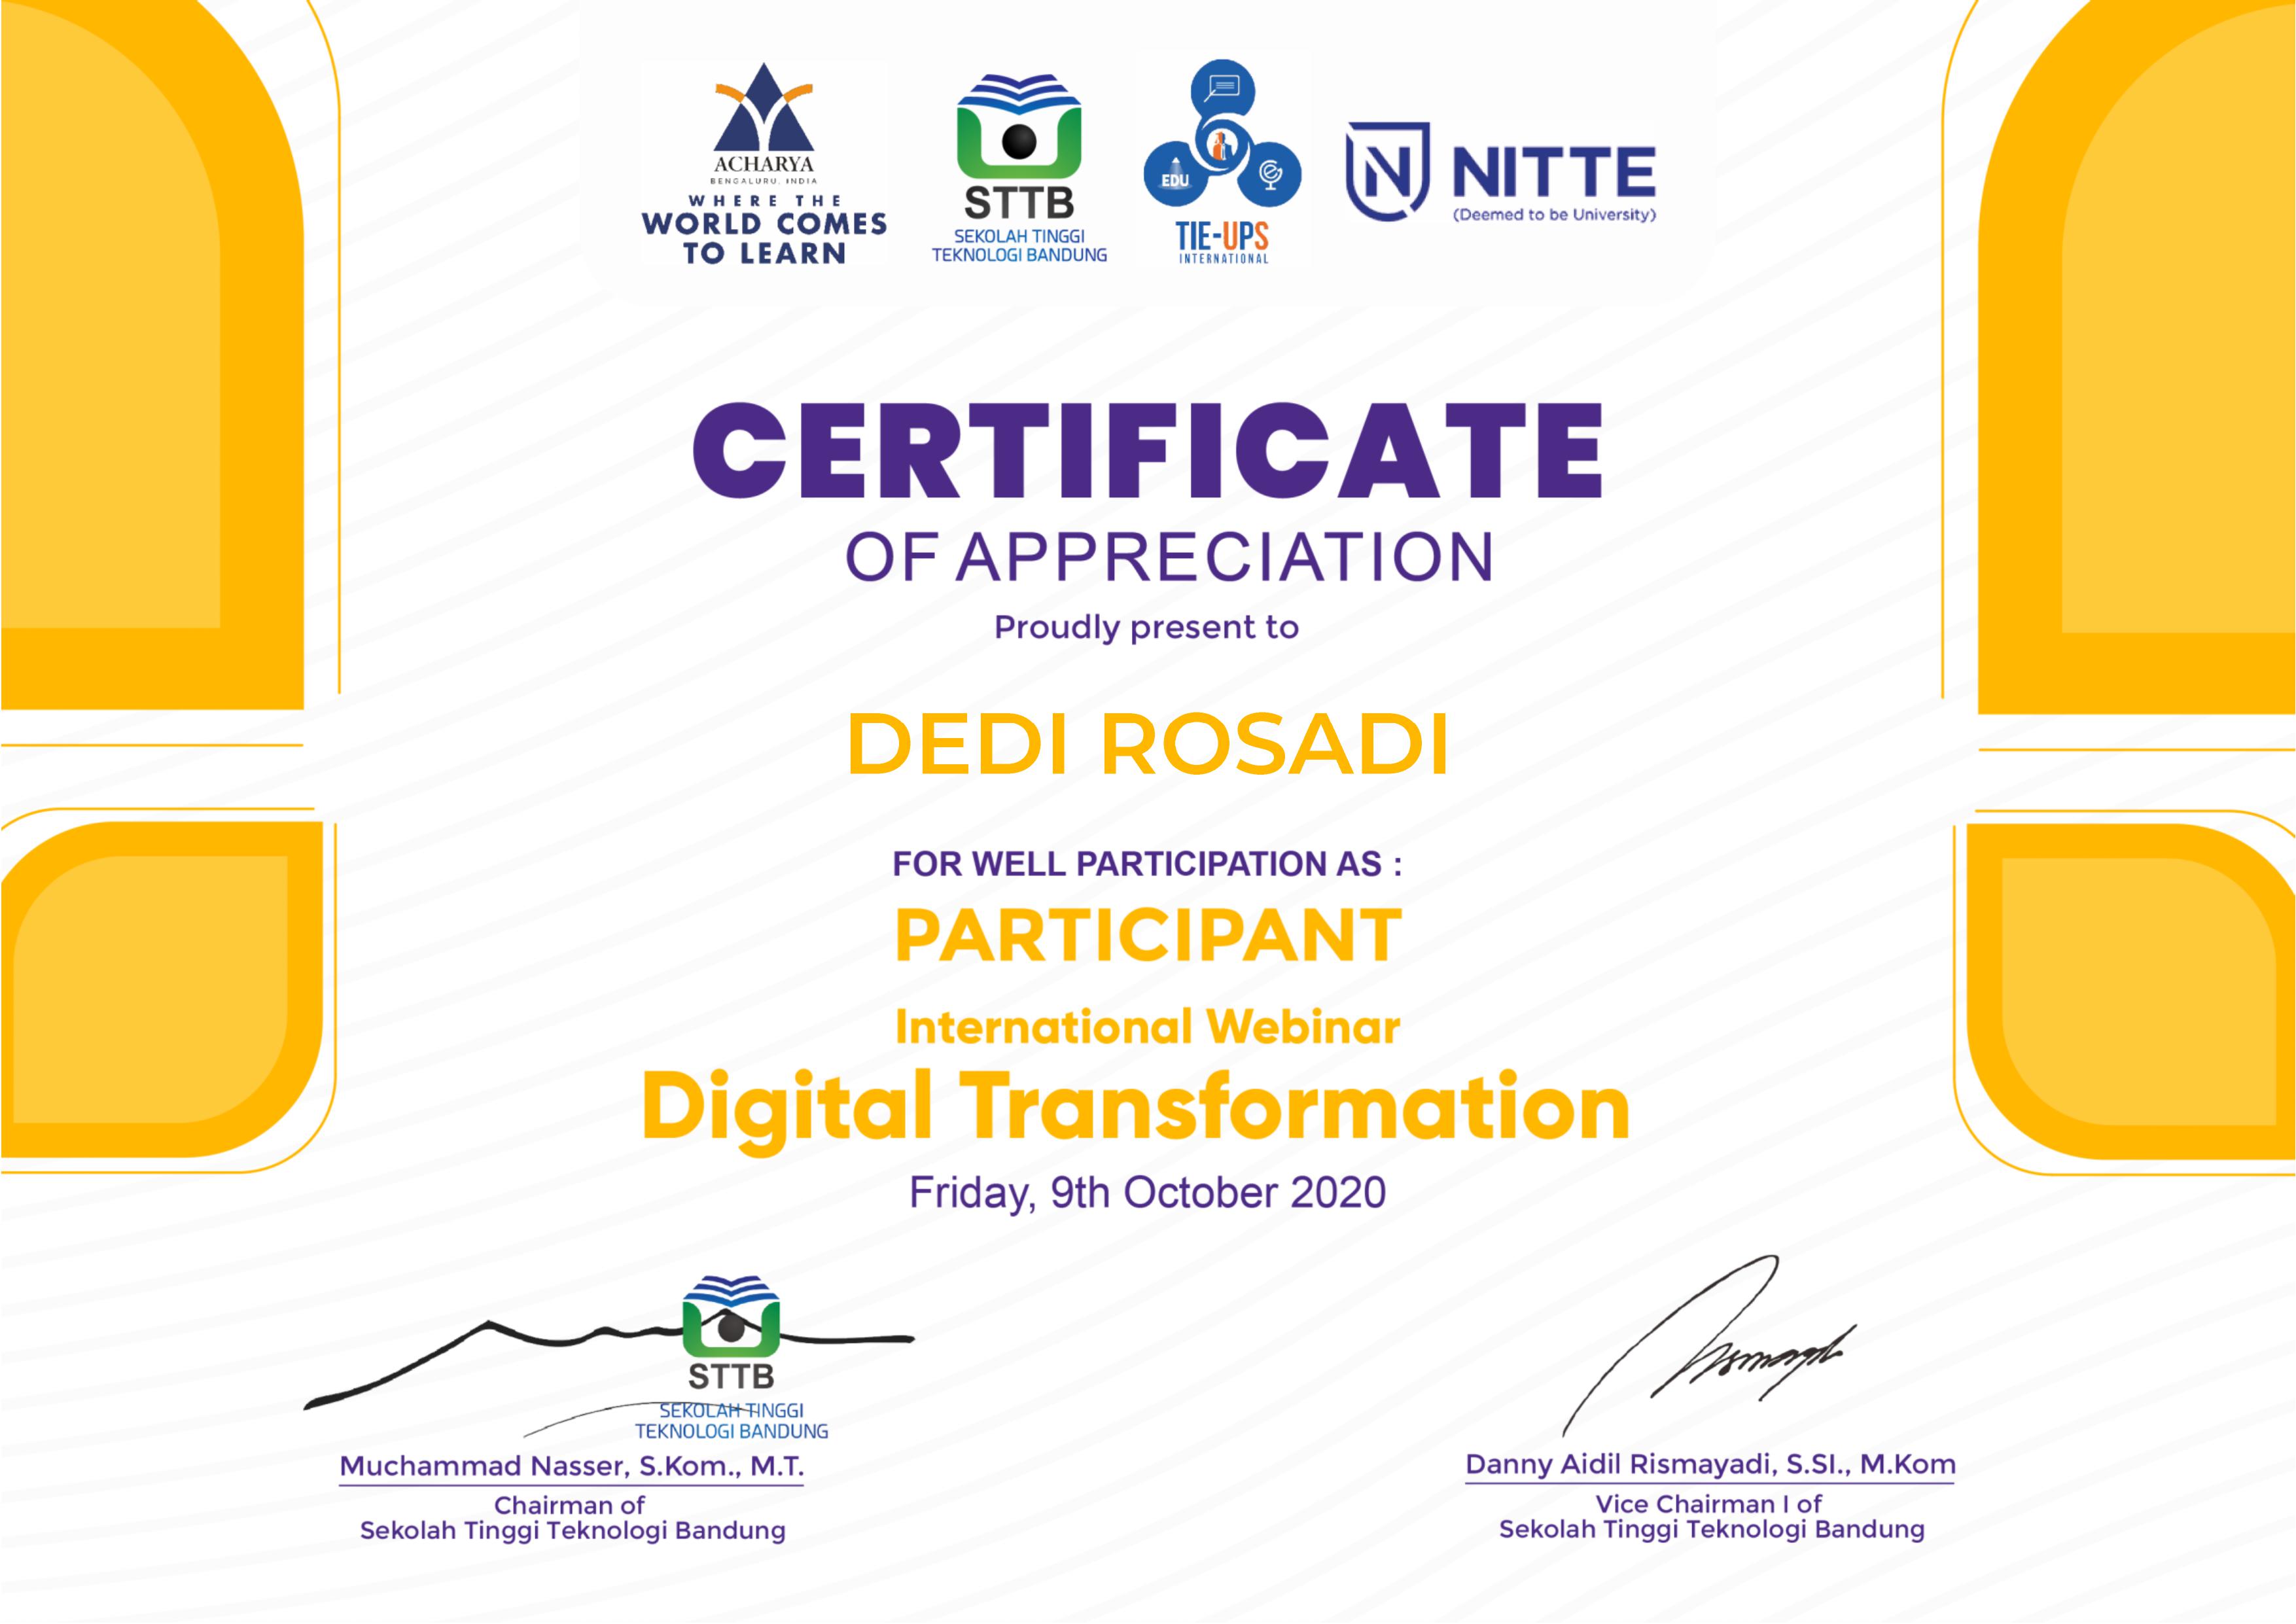 ACHARYA
BENGALURU, INDIA
WHERE THE
WORLD COMES
TO LEARN
STTB
SEKOLAH TINGGI
TEKNOLOGI BANDUNG
EDU
TIE-UPS
INTERNATIONAL
N NITTE
(Deemed to be University)
CERTIFICATE
OF APPRECIATION
Proudly present to
DEDI ROSADI
FOR WELL PARTICIPATION AS :
PARTICIPANT
International Webinar
Digital Transformation
Friday, 9th October 2020
STTB
SEKOLAH TINGGI
TEKNOLOGI BANDUNG
Muchammad Nasser, S.Kom., M.T.
Chairman of
Sekolah Tinggi Teknologi Bandung
Danny Aidil Rismayadi, S.SI., M.Kom
Vice Chairman I of
Sekolah Tinggi Teknologi Bandung